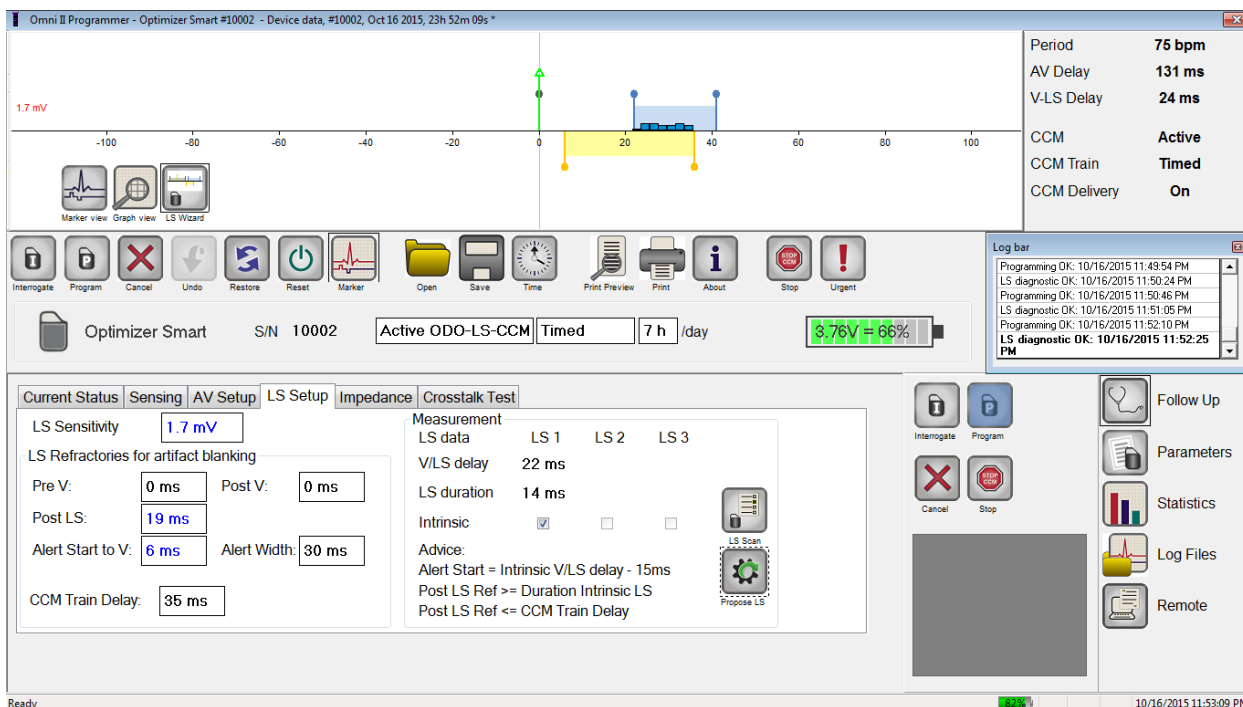 Omni II Programmer - Optimizer Smart #10002 - Device data, #10002, Oct 16 2015, 23h 52m 09s *
1.7 mV
-100 -80 -60 -40 -20 0 20 40 60 80 100
Marker view Graph view LS Wizard
Period 75 bpm
AV Delay 131 ms
V-LS Delay 24 ms
CCM Active
CCM Train Timed
CCM Delivery On
Interrogate Program Cancel Undo Restore Reset Marker Open Save Time Print Preview Print About Stop Urgent
STOP CCM
Log bar
Programming OK: 10/16/2015 11:49:54 PM
LS diagnostic OK: 10/16/2015 11:50:24 PM
Programming OK: 10/16/2015 11:50:46 PM
LS diagnostic OK: 10/16/2015 11:51:05 PM
Programming OK: 10/16/2015 11:52:10 PM
LS diagnostic OK: 10/16/2015 11:52:25
PM
Optimizer Smart S/N 10002 Active ODO-LS-CCM Timed 7 h /day 3.76V = 66%
Current Status Sensing AV Setup LS Setup Impedance Crosstalk Test
LS Sensitivity 1.7 mV
LS Refractories for artifact blanking
Pre V: 0 ms Post V: 0 ms
Post LS: 19 ms
Alert Start to V: 6 ms Alert Width: 30 ms
CCM Train Delay: 35 ms
Measurement
LS data LS 1 LS 2 LS 3
V/LS delay 22 ms
LS duration 14 ms
Intrinsic
Advice:
Alert Start = Intrinsic V/LS delay - 15ms
Post LS Ref >= Duration Intrinsic LS
Post LS Ref <= CCM Train Delay
LS Scan
Propose LS
Interrogate Program
STOP CCM
Cancel Stop
Follow Up
Parameters
Statistics
Log Files
Remote
Ready 82% 10/16/2015 11:53:09 PM